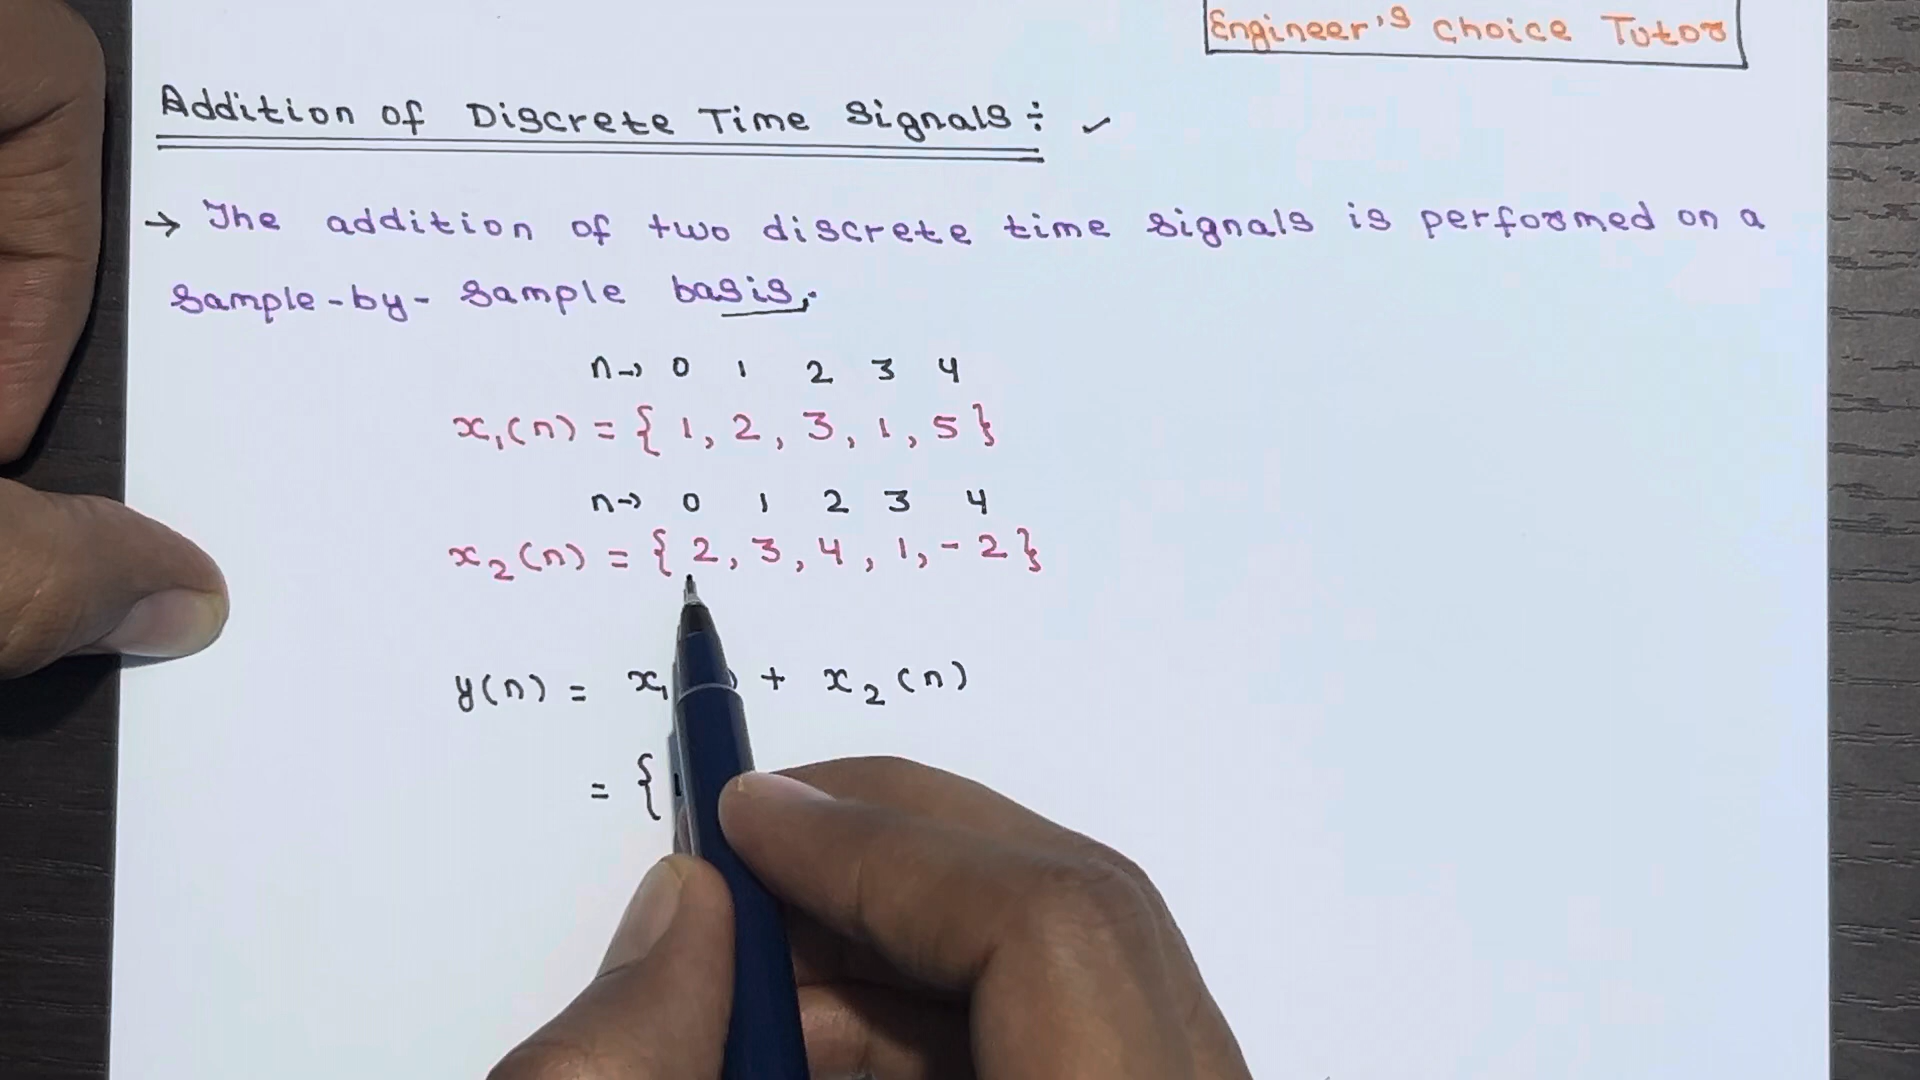 Engineer's choice Tutor
Addition of Discrete Time Signals ÷ ✓
→ The addition of two discrete time signals is performed on a
sample-by-sample basis.
n→ 0 1 2 3 4
x₁(n) = { 1, 2, 3, 1, 5 }
n→ 0 1 2 3 4
x₂(n) = { 2, 3, 4, 1, -2 }
y(n) = x₁ ) + x₂(n)
= {